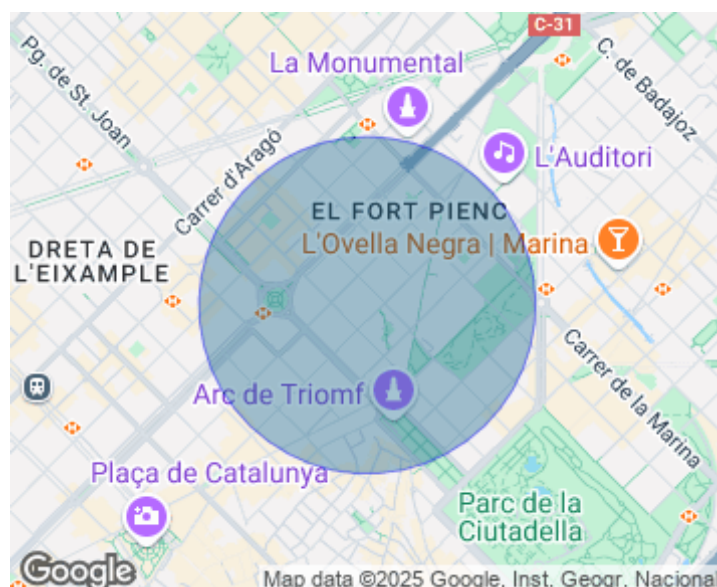 C-31
Pg. de St. Joan
La Monumental
C. de Badajoz
Carrer d'Aragó
L'Auditori
EL FORT PIENC
L'Ovella Negra | Marina
DRETA DE
L'EIXAMPLE
Carrer de la Marina
Arc de Triomf
Plaça de Catalunya
Parc de la
Ciutadella
Google
Map data ©2025 Google, Inst. Geogr. Nacional